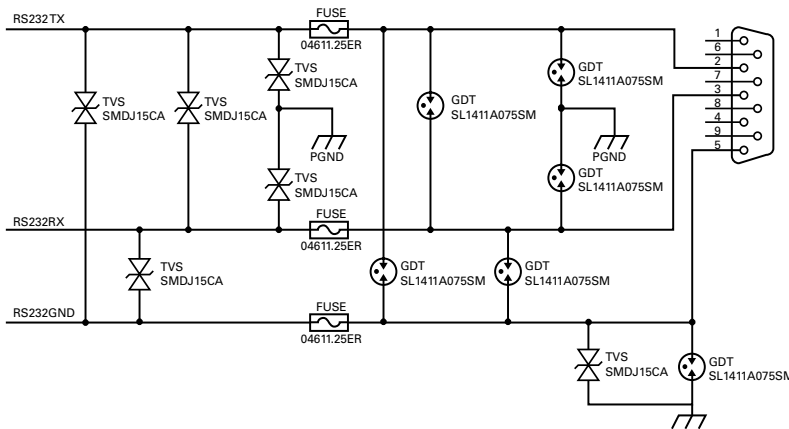 RS232TX
FUSE
04611.25ER
1
6
2
7
3
8
4
9
5
TVS
SMDJ15CA
TVS
SMDJ15CA
TVS
SMDJ15CA
GDT
SL1411A075SM
GDT
SL1411A075SM
PGND
PGND
TVS
SMDJ15CA
GDT
SL1411A075SM
RS232RX
FUSE
04611.25ER
TVS
SMDJ15CA
GDT
SL1411A075SM
GDT
SL1411A075SM
RS232GND
FUSE
04611.25ER
TVS
SMDJ15CA
GDT
SL1411A075SM